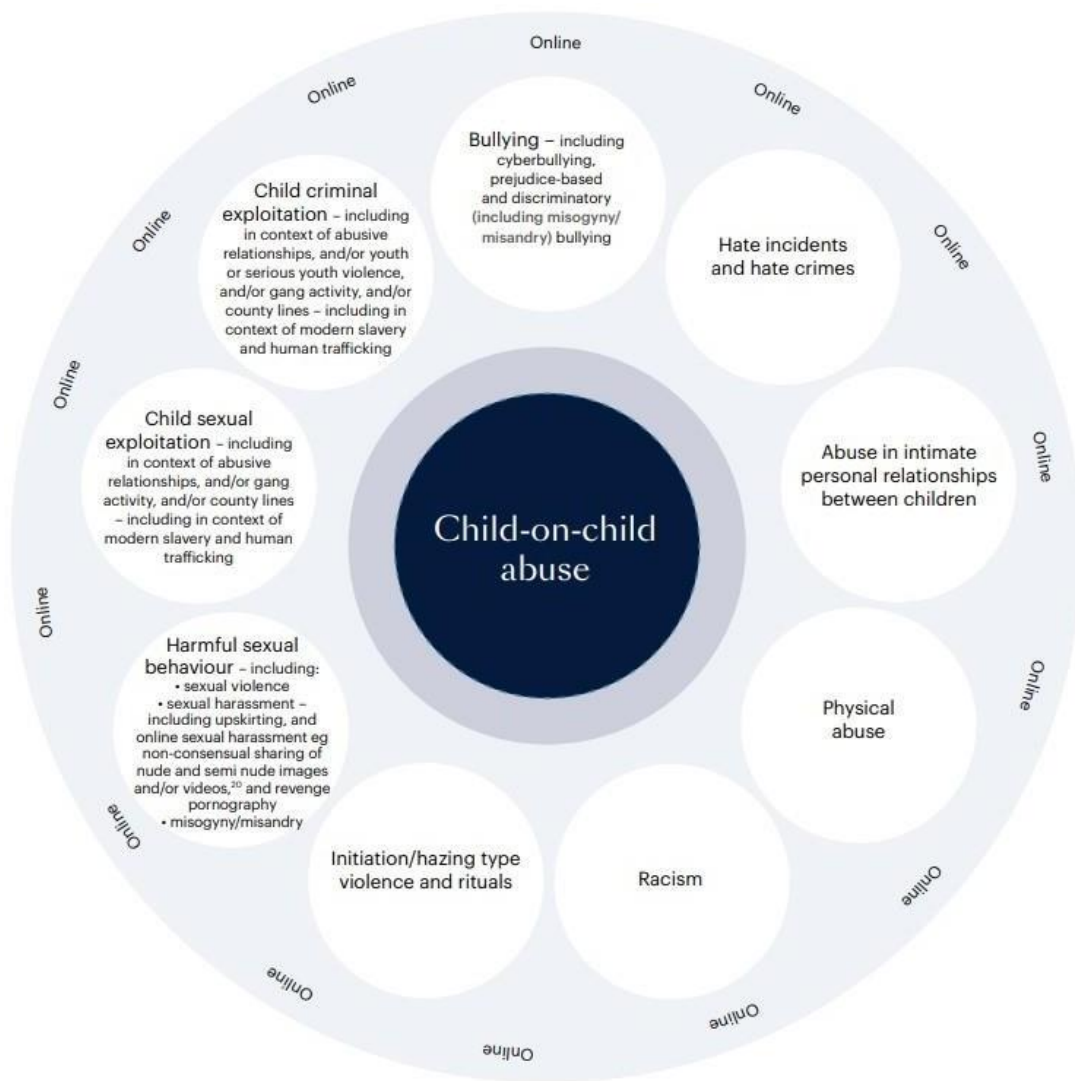 Online
Online
Online
Online
Online
Online
Online
Online
Online
Online
Online
Online
Online
Online
Bullying – including
cyberbullying,
prejudice-based
and discriminatory
(including misogyny/
misandry) bullying
Hate incidents
and hate crimes
Abuse in intimate
personal relationships
between children
Physical
abuse
Racism
Initiation/hazing type
violence and rituals
Harmful sexual
behaviour – including:
• sexual violence
• sexual harassment –
including upskirting, and
online sexual harassment eg
non-consensual sharing of
nude and semi nude images
and/or videos,²⁰ and revenge
pornography
• misogyny/misandry
Child sexual
exploitation – including
in context of abusive
relationships, and/or gang
activity, and/or county lines
– including in context of
modern slavery and human
trafficking
Child criminal
exploitation – including
in context of abusive
relationships, and/or youth
or serious youth violence,
and/or gang activity, and/or
county lines – including in
context of modern slavery
and human trafficking
Child-on-child
abuse